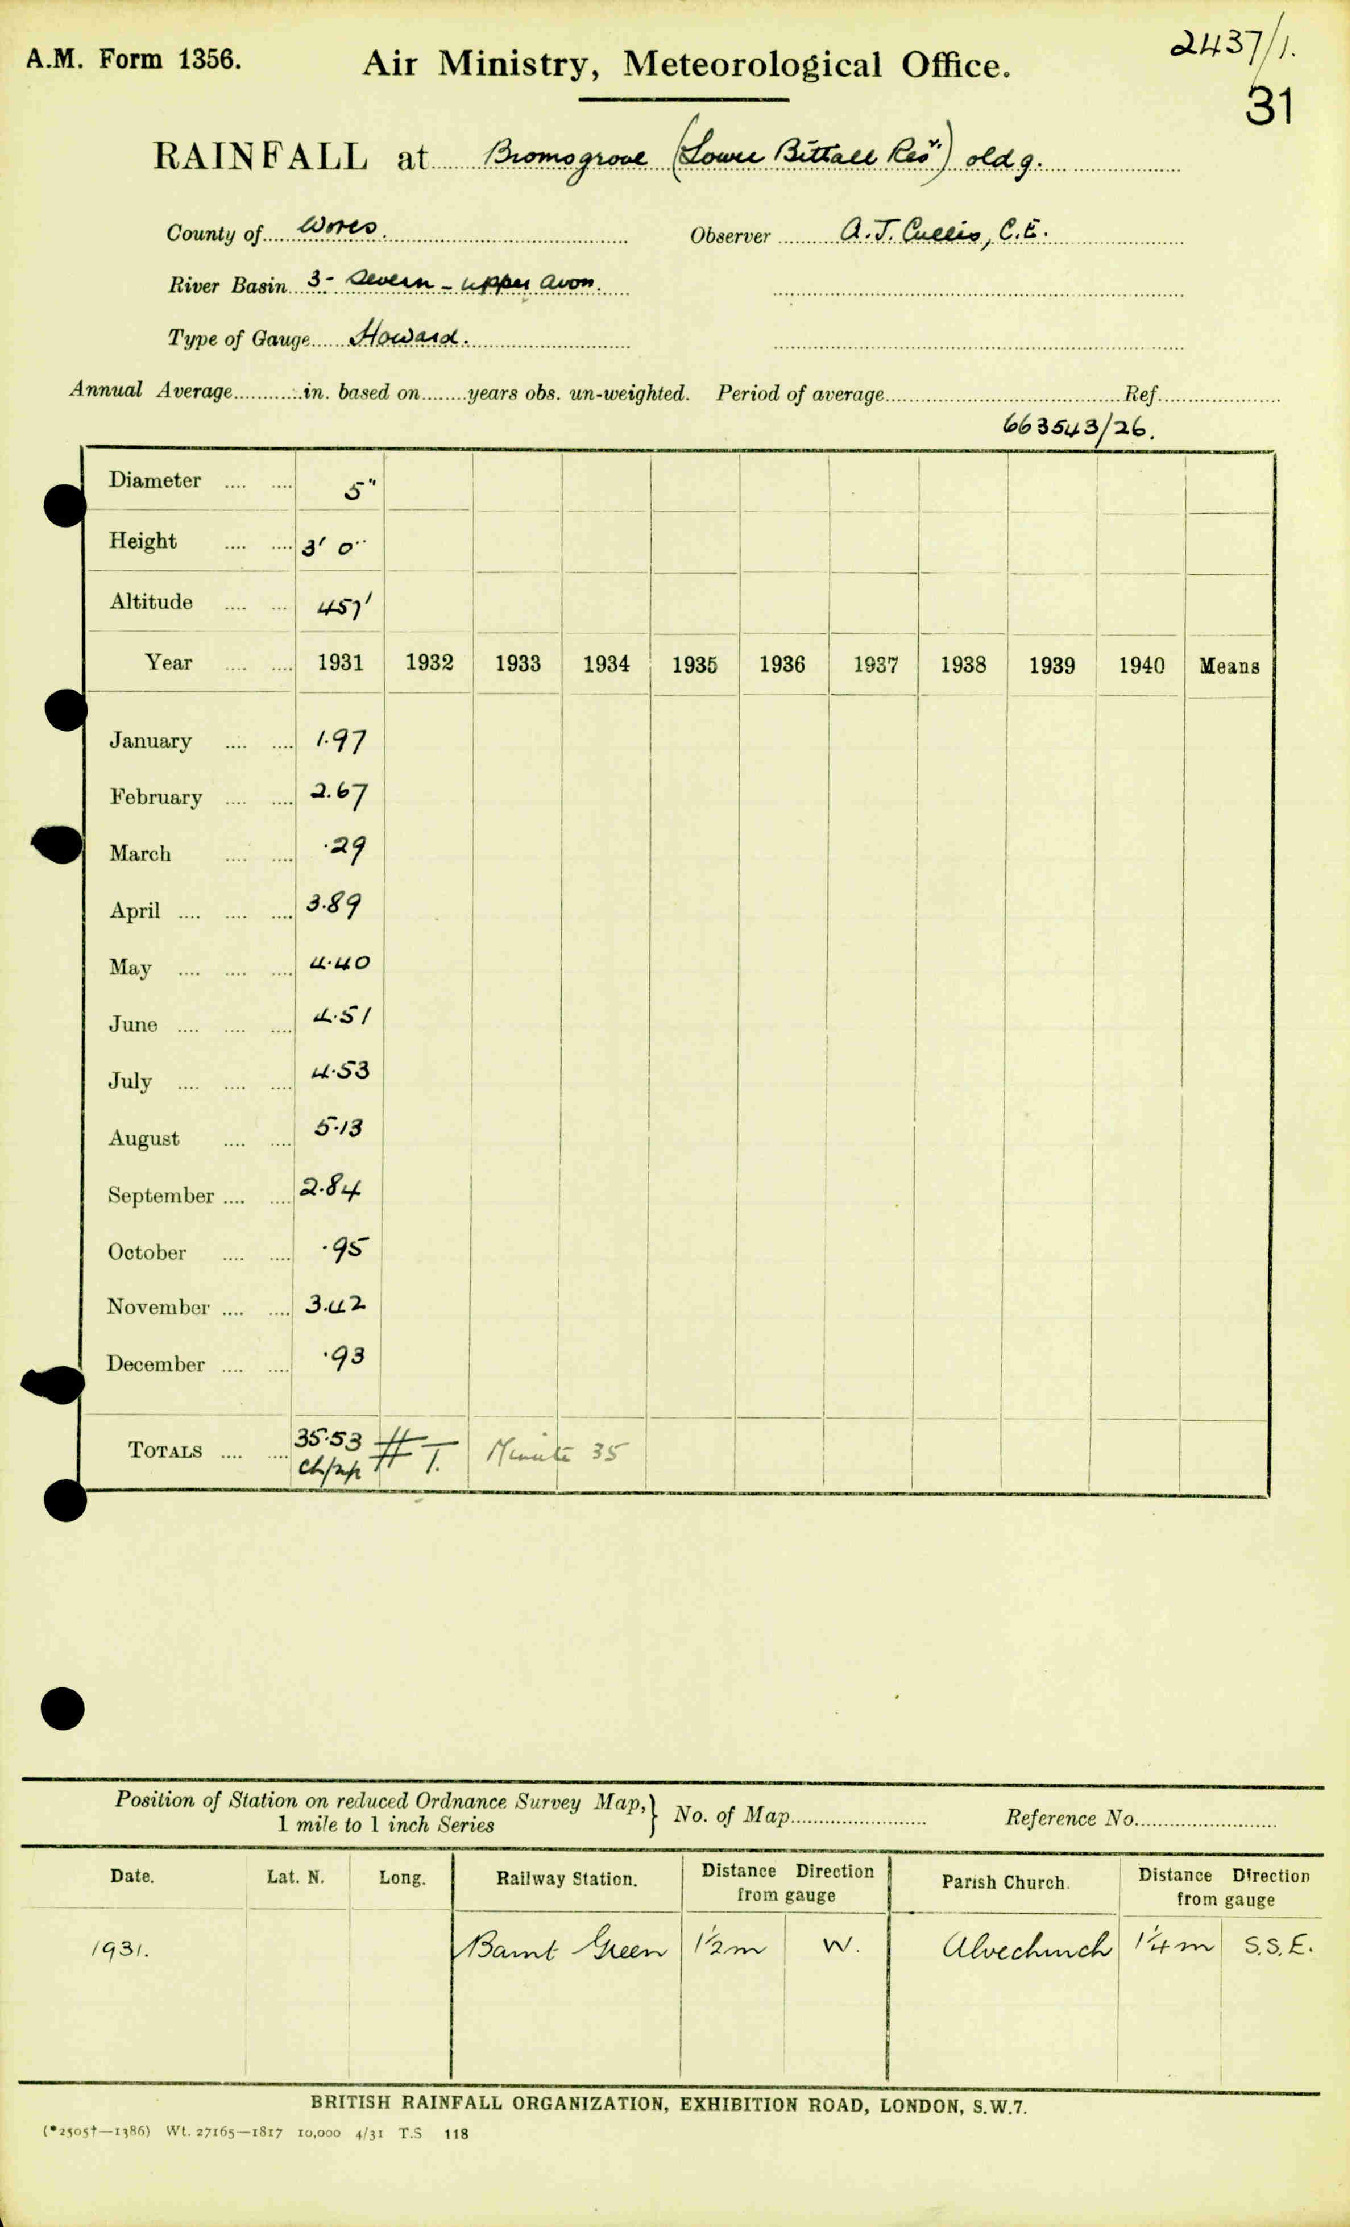 2437/1.
A.M. Form 1356. Air Ministry, Meteorological Office.
31
RAINFALL at Bromsgrove (Lower Bittall Resr.) old g.
County of Worcs. Observer A. J. Cullis, C.E.
River Basin 3- Severn - upper Avon.
Type of Gauge Howard.
Annual Average in. based on years obs. un-weighted. Period of average Ref.
663543/26.
Diameter 5"
Height 3' 0"
Altitude 457'
Year 1931 1932 1933 1934 1935 1936 1937 1938 1939 1940 Means
January 1.97
February 2.67
March .29
April 3.89
May 4.40
June 4.51
July 4.53
August 5.13
September 2.84
October .95
November 3.42
December .93
TOTALS 35.53 # T. Minute 35
Position of Station on reduced Ordnance Survey Map,} No. of Map Reference No.
1 mile to 1 inch Series
Date. Lat. N. Long. Railway Station. Distance Direction from gauge Parish Church. Distance Direction from gauge
1931. Barnt Green 1½m W. Alvechurch 1¼m S.S.E.
BRITISH RAINFALL ORGANIZATION, EXHIBITION ROAD, LONDON, S.W.7.
(*2505†—1386) Wt. 27165—1817 10,000 4/31 T.S 118